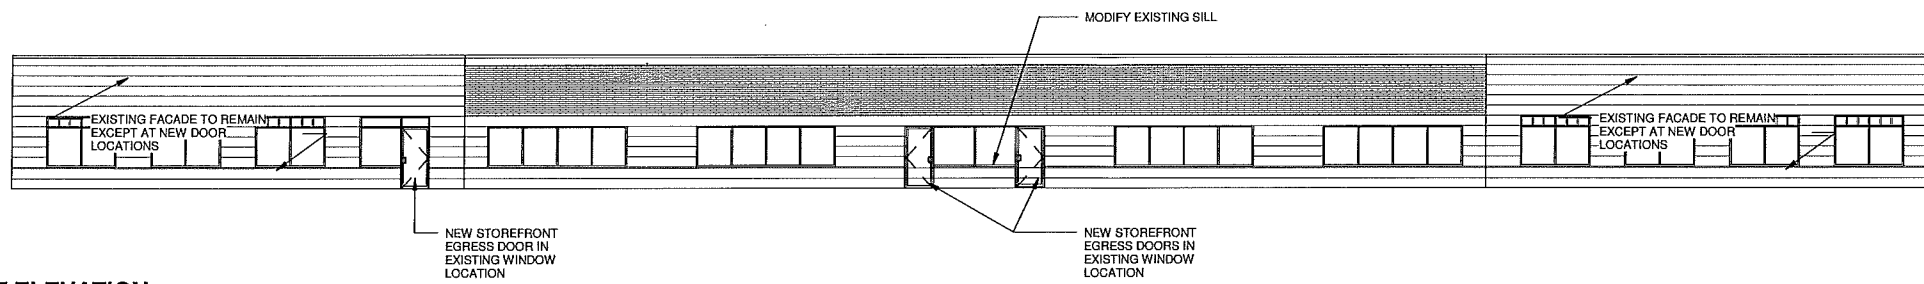 MODIFY EXISTING SILL
EXISTING FACADE TO REMAIN
EXCEPT AT NEW DOOR
LOCATIONS
EXISTING FACADE TO REMAIN
EXCEPT AT NEW DOOR
LOCATIONS
NEW STOREFRONT
EGRESS DOOR IN
EXISTING WINDOW
LOCATION
NEW STOREFRONT
EGRESS DOORS IN
EXISTING WINDOW
LOCATION
ELEVATION